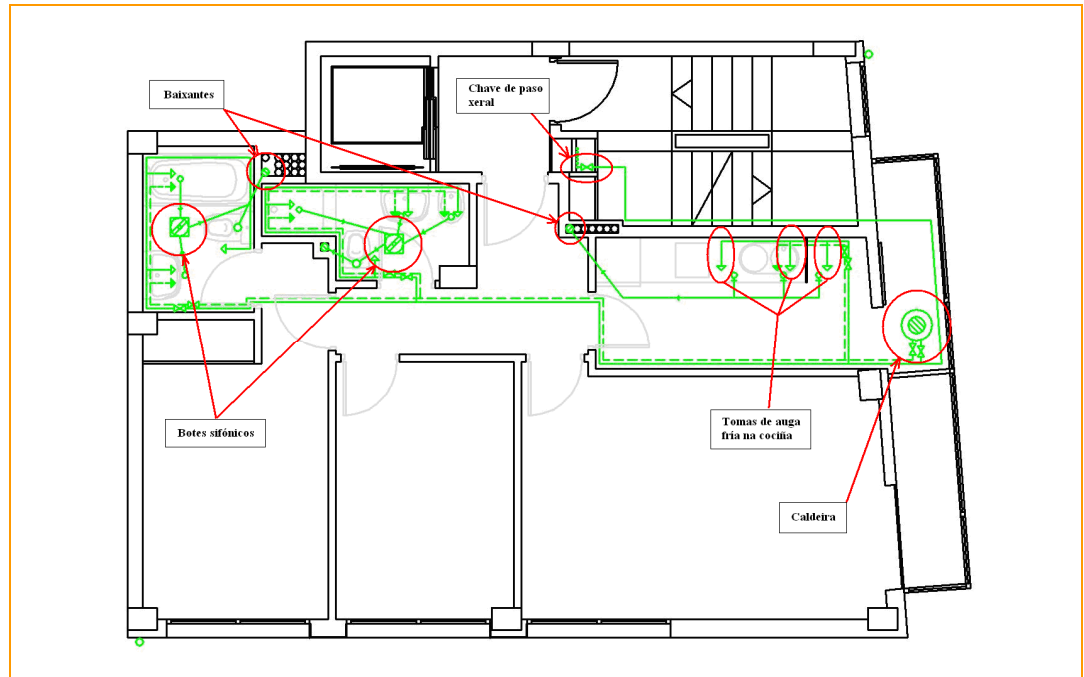 Baixantes
Chave de paso
xeral
Botes sifónicos
Tomas de auga
fría na cociña
Caldeira